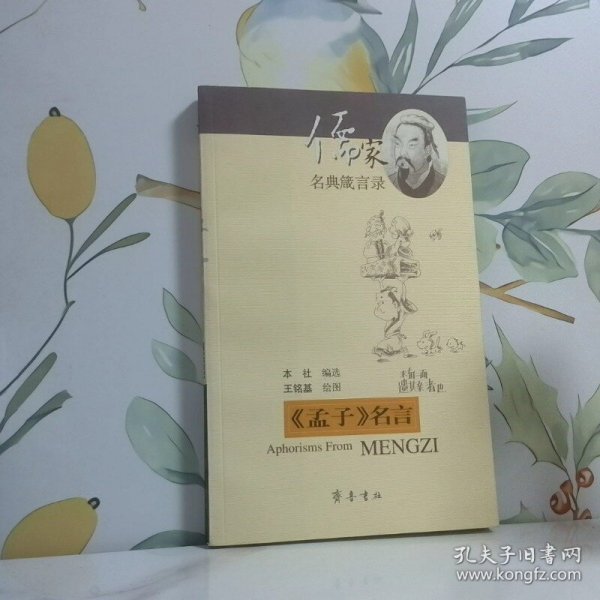 儒家
名典箴言录
本 社 编选
王铭基 绘图
《孟子》名言
Aphorisms From MENGZI
齐鲁书社
孔夫子旧书网
www.kongfz.com